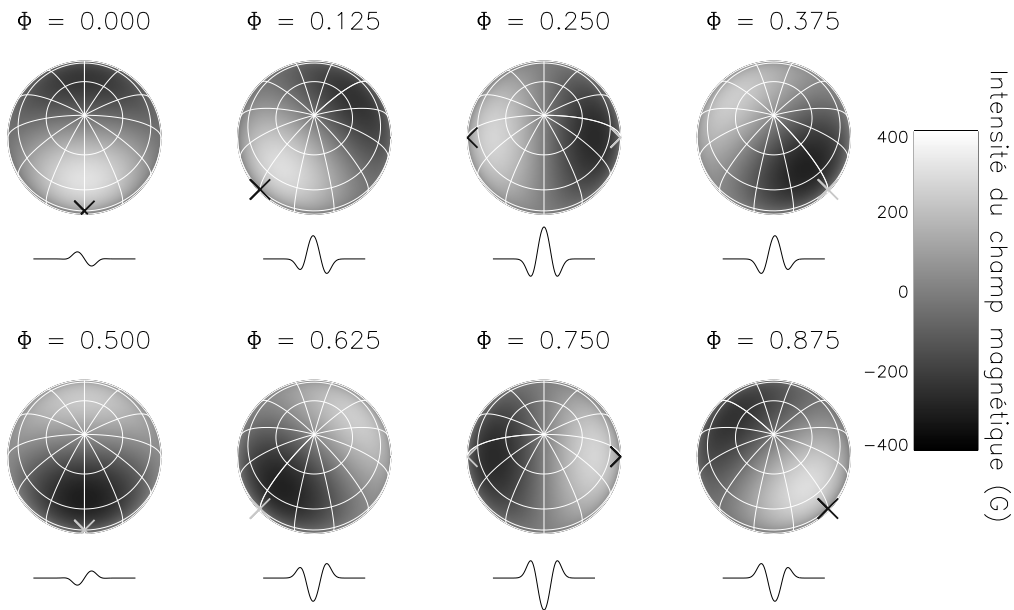 Φ = 0.000
Φ = 0.125
Φ = 0.250
Φ = 0.375
Φ = 0.500
Φ = 0.625
Φ = 0.750
Φ = 0.875
400
200
0
−200
−400
Intensité du champ magnétique (G)